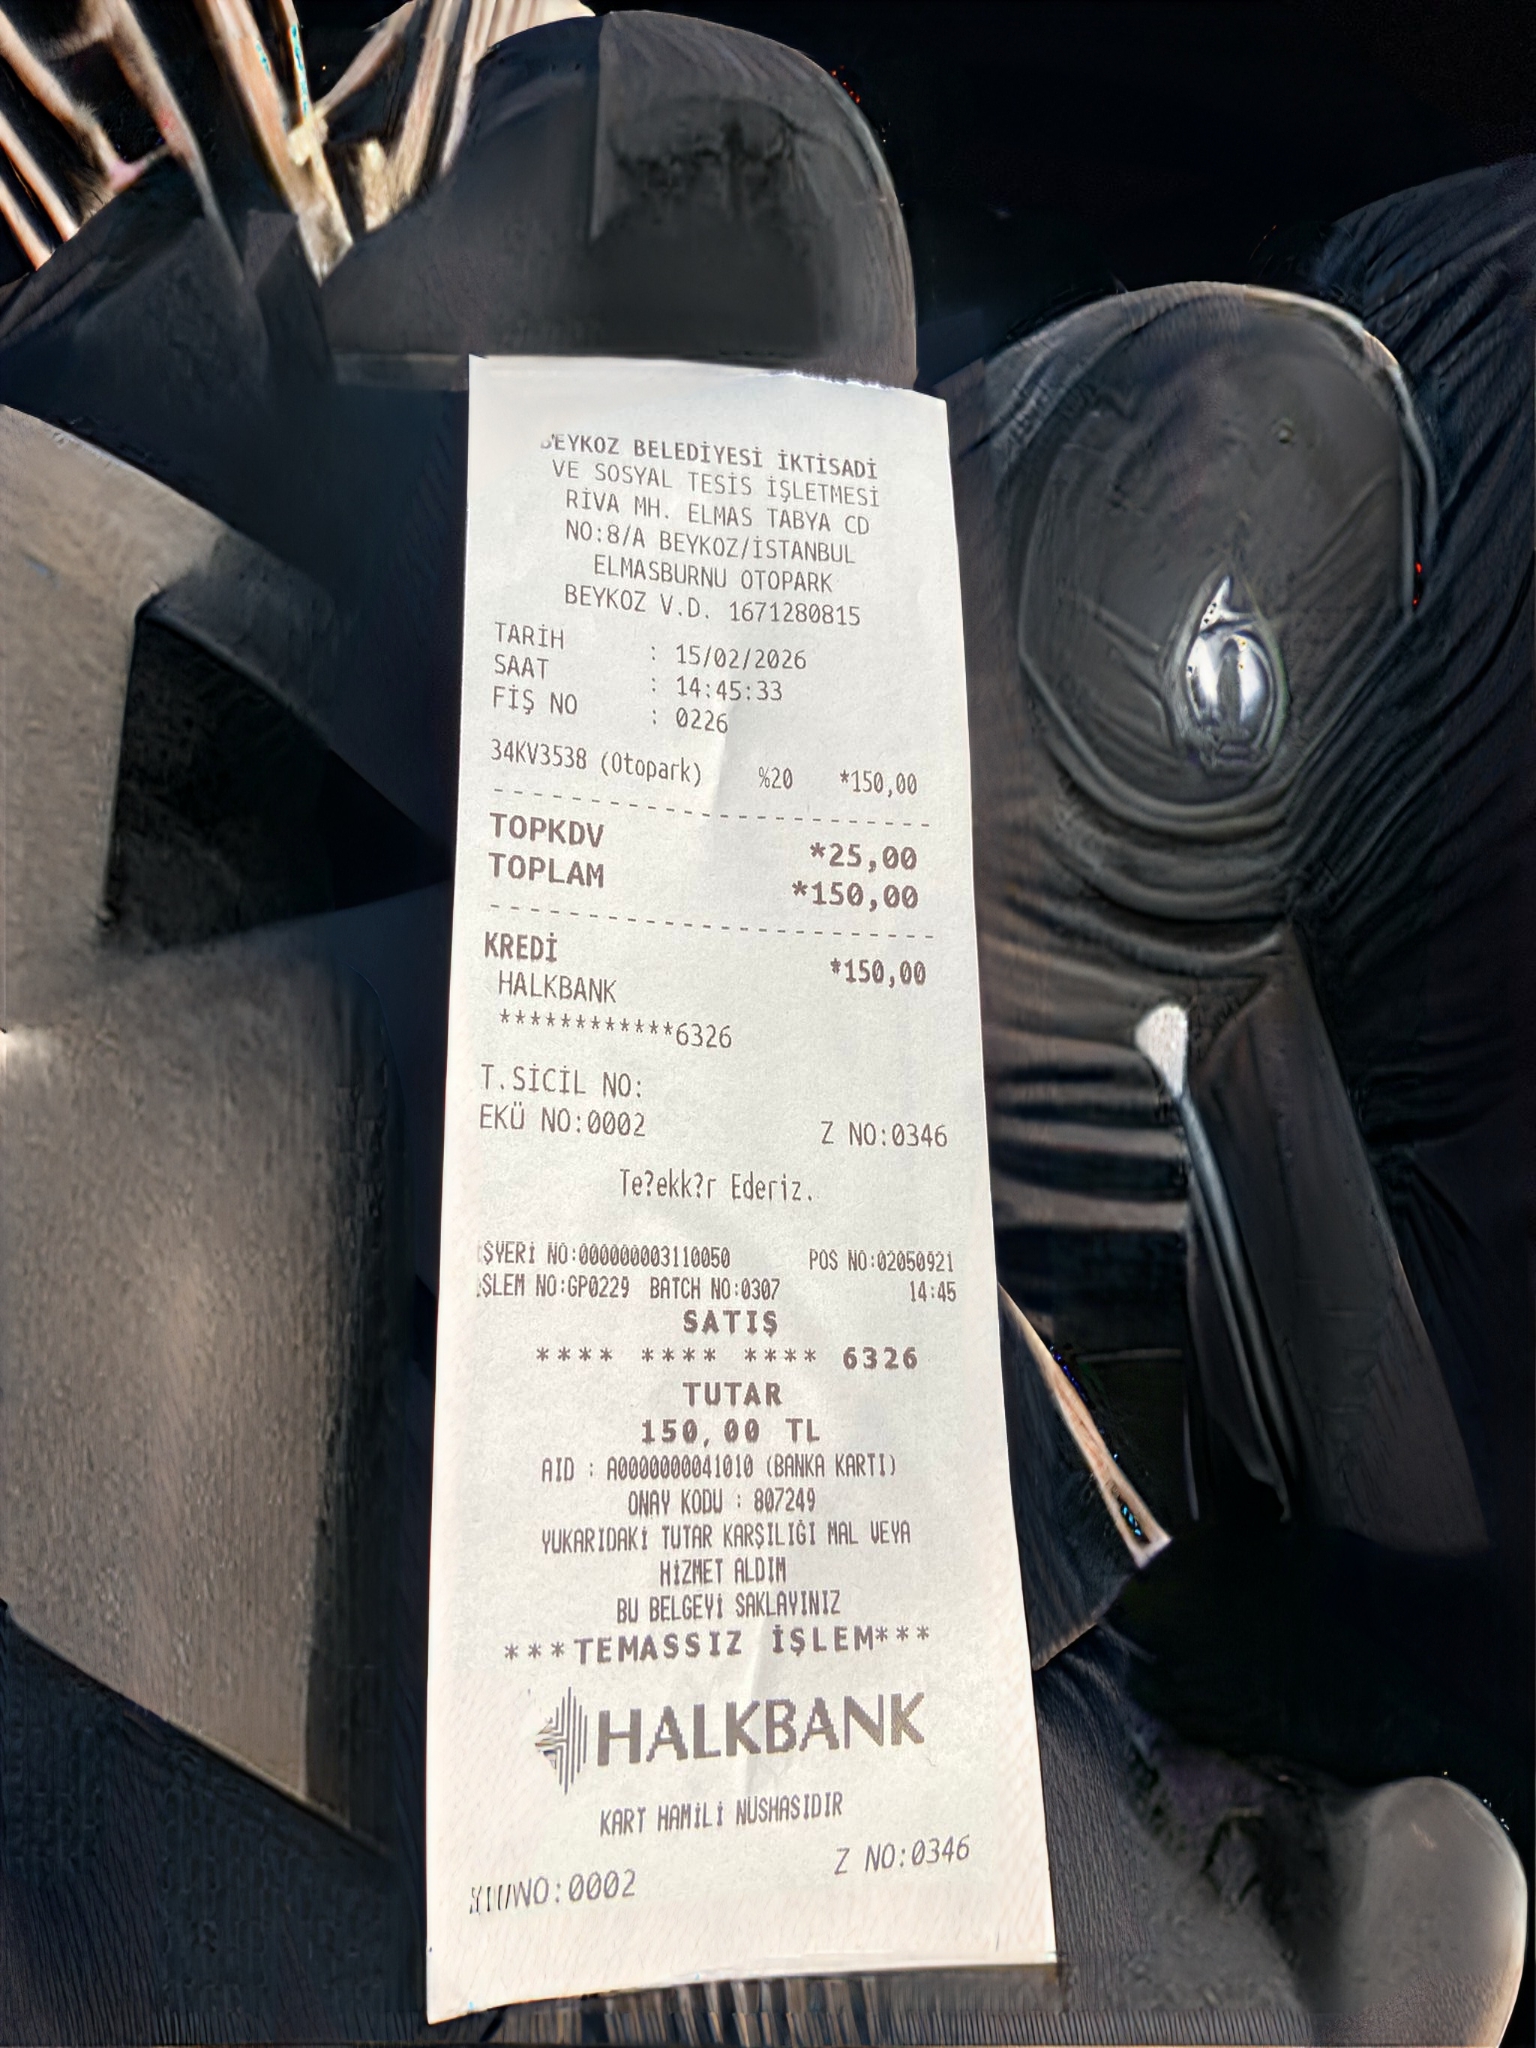 BEYKOZ BELEDİYESİ İKTİSADİ
VE SOSYAL TESİS İŞLETMESİ
RİVA MH. ELMAS TABYA CD
NO:8/A BEYKOZ/İSTANBUL
ELMASBURNU OTOPARK
BEYKOZ V.D. 1671280815
TARİH : 15/02/2026
SAAT : 14:45:33
FİŞ NO : 0226
34KV3538 (Otopark) %20 *150,00
TOPKDV *25,00
TOPLAM *150,00
KREDİ *150,00
HALKBANK
************6326
T.SİCİL NO:
EKÜ NO:0002 Z NO:0346
Te?ekk?r Ederiz.
İŞYERİ NO:000000003110050 POS NO:02050921
İŞLEM NO:GP0229 BATCH NO:0307 14:45
SATIŞ
**** **** **** 6326
TUTAR
150,00 TL
AID : A0000000041010 (BANKA KARTI)
ONAY KODU : 807249
YUKARIDAKİ TUTAR KARŞILIĞI MAL VEYA
HİZMET ALDIM
BU BELGEYİ SAKLAYINIZ
***TEMASSIZ İŞLEM***
HALKBANK
KART HAMİLİ NÜSHASIDIR
NO:0002 Z NO:0346